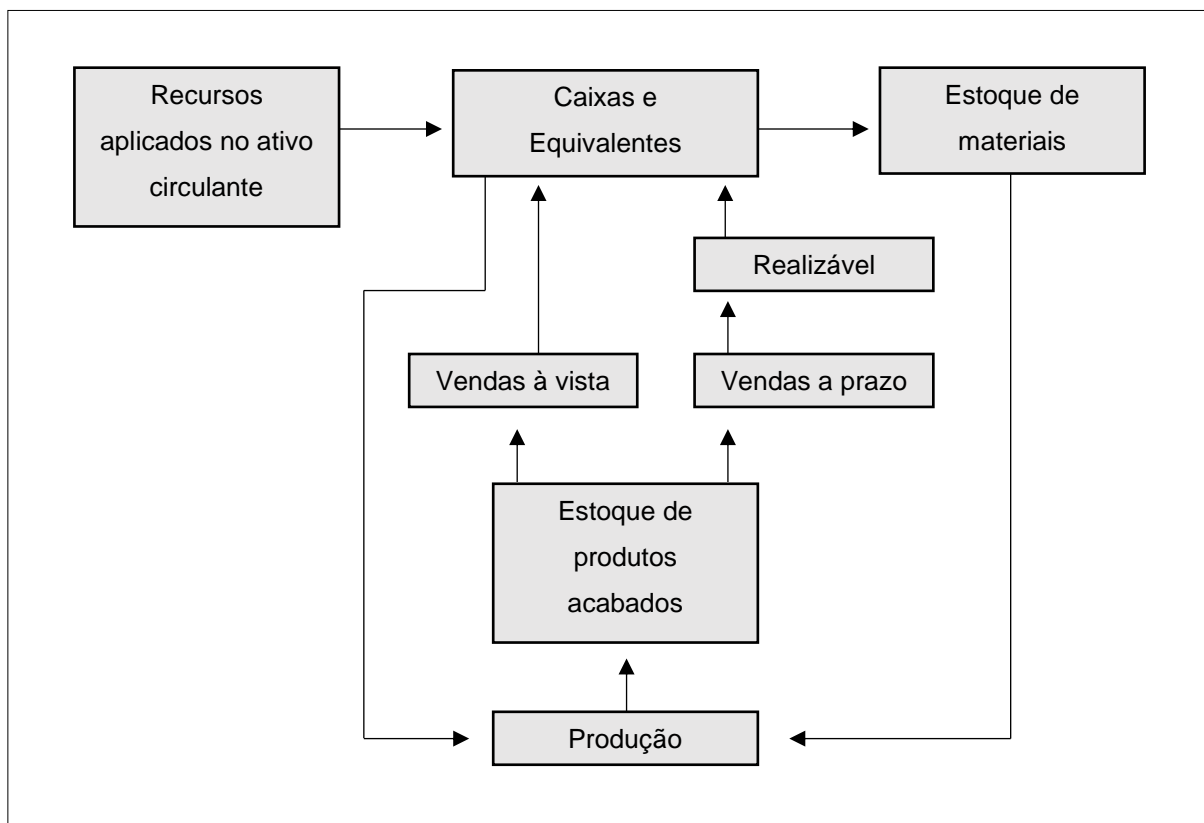 Recursos
aplicados no ativo
circulante
Caixas e
Equivalentes
Estoque de
materiais
Realizável
Vendas à vista
Vendas a prazo
Estoque de
produtos
acabados
Produção